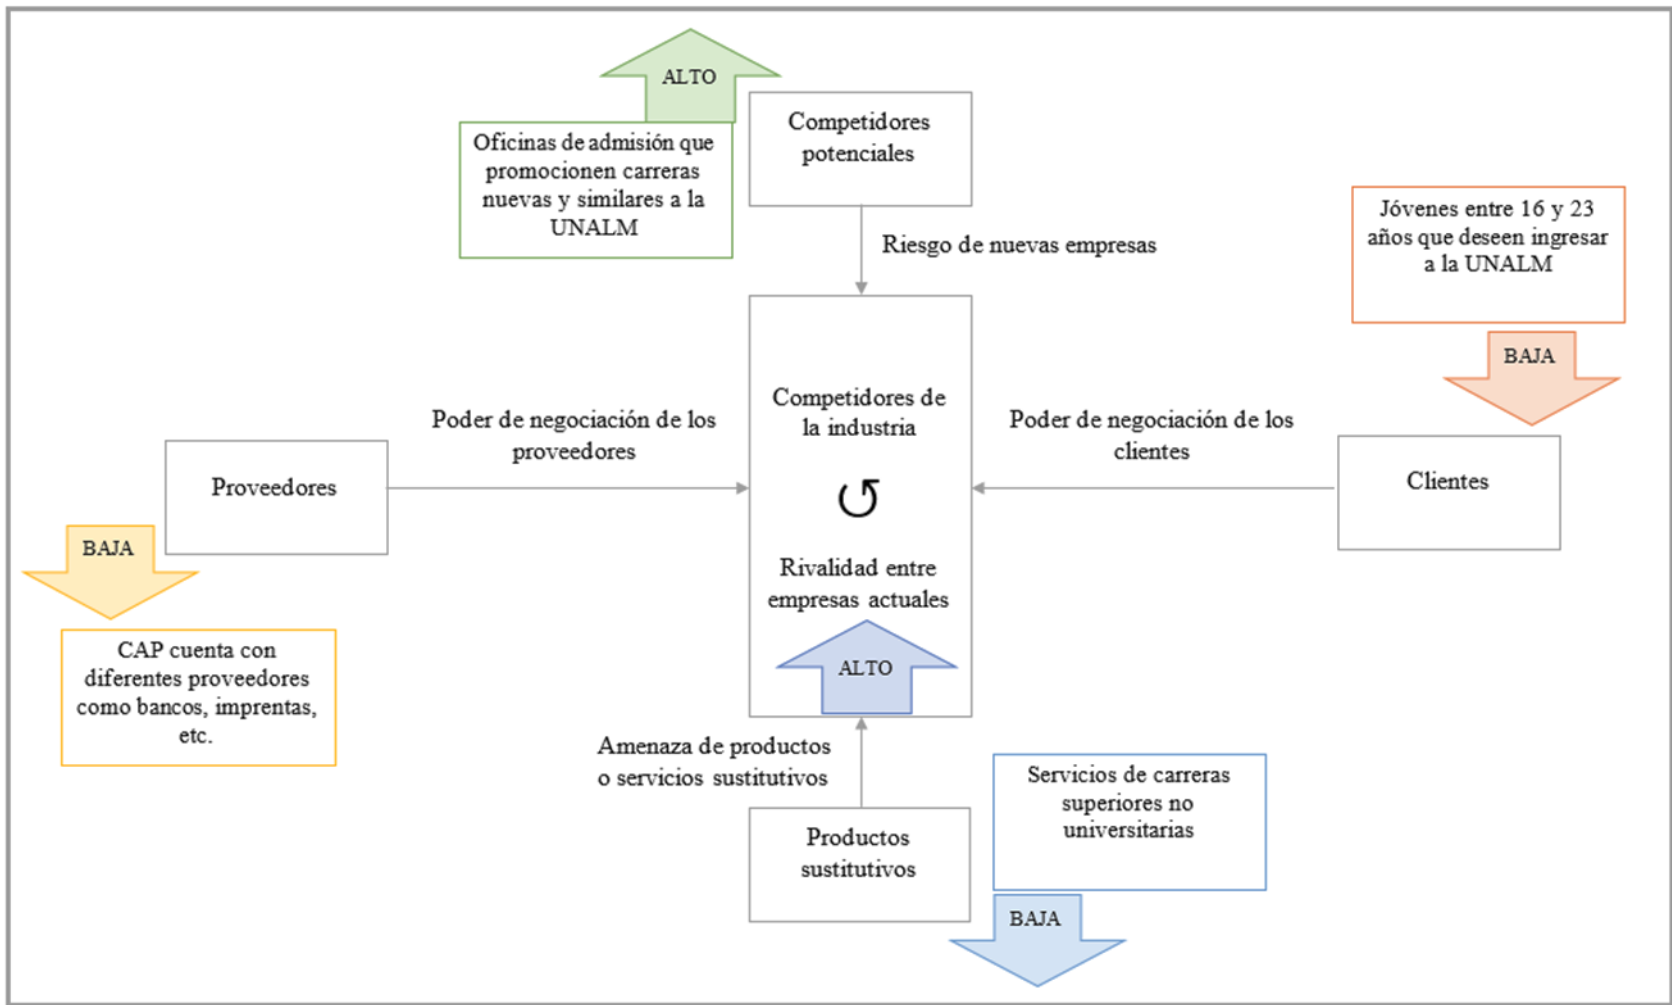 ALTO
Oficinas de admisión que
promocionen carreras
nuevas y similares a la
UNALM
Competidores
potenciales
Riesgo de nuevas empresas
Jóvenes entre 16 y 23
años que deseen ingresar
a la UNALM
BAJA
Competidores de
la industria
Rivalidad entre
empresas actuales
ALTO
Poder de negociación de los
proveedores
Proveedores
BAJA
CAP cuenta con
diferentes proveedores
como bancos, imprentas,
etc.
Poder de negociación de los
clientes
Clientes
Amenaza de productos
o servicios sustitutivos
Productos
sustitutivos
Servicios de carreras
superiores no
universitarias
BAJA